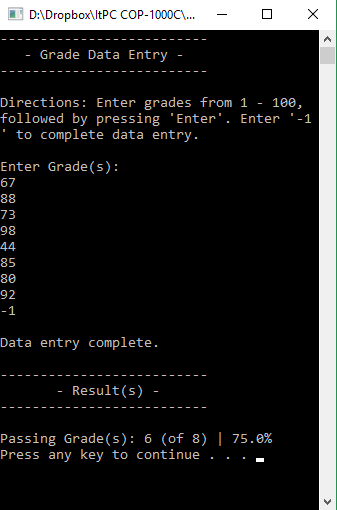 D:\Dropbox\ItPC COP-1000C\...
--------------------------
- Grade Data Entry -
--------------------------
Directions: Enter grades from 1 - 100,
followed by pressing 'Enter'. Enter '-1
' to complete data entry.
Enter Grade(s):
67
88
73
98
44
85
80
92
-1
Data entry complete.
--------------------------
- Result(s) -
--------------------------
Passing Grade(s): 6 (of 8) | 75.0%
Press any key to continue . . .